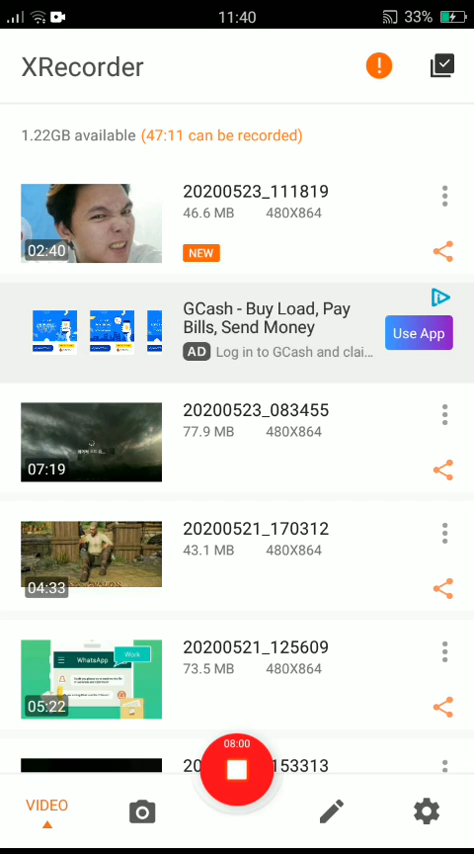 11:40
33%
XRecorder
1.22GB available (47:11 can be recorded)
20200523_111819
46.6 MB 480X864
02:40
NEW
GCash - Buy Load, Pay
Bills, Send Money
Use App
AD Log in to GCash and clai...
20200523_083455
77.9 MB 480X864
07:19
20200521_170312
43.1 MB 480X864
04:33
20200521_125609
73.5 MB 480X864
WhatsApp
Work
05:22
08:00
20
153313
VIDEO